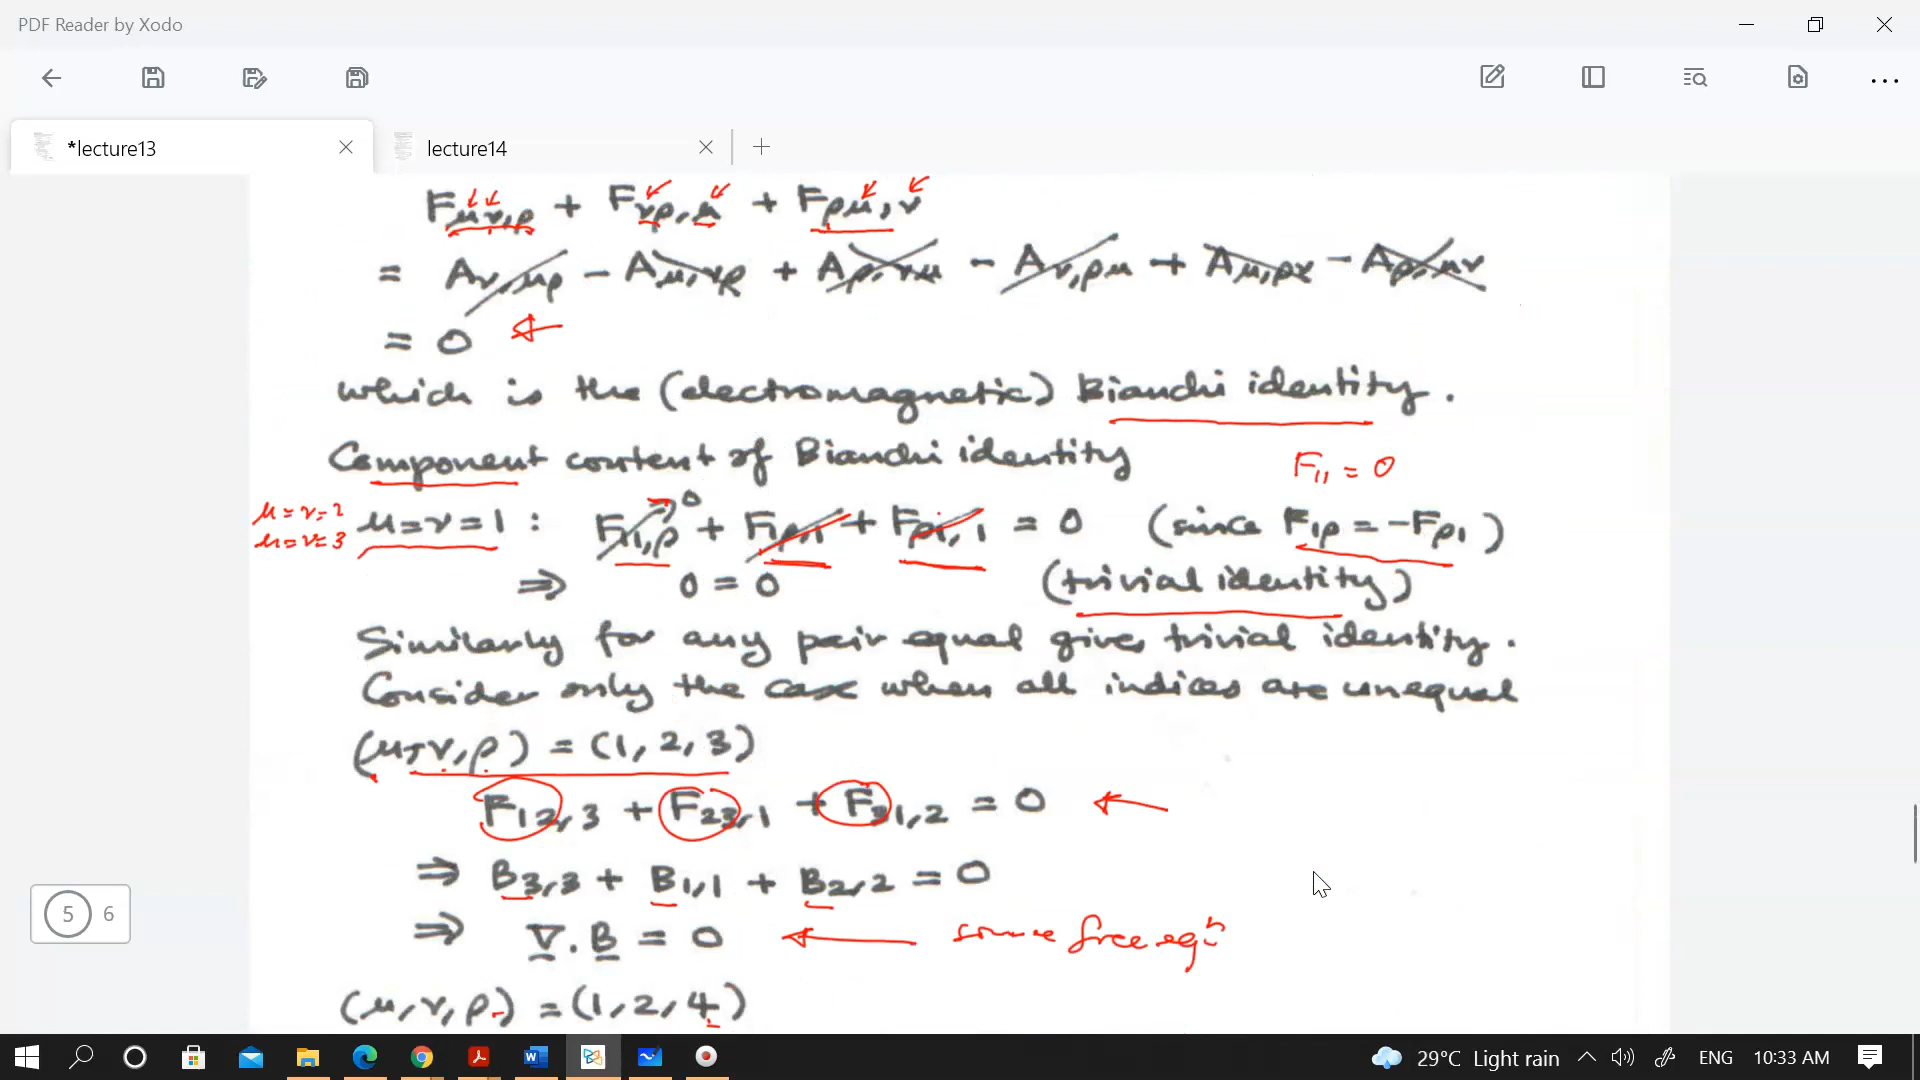 PDF Reader by Xodo
*lecture13
lecture14
F_{μν,ρ} + F_{νρ,μ} + F_{ρμ,ν}
= A_{ν,μρ} − A_{μ,νρ} + A_{ρ,νμ} − A_{ν,ρμ} + A_{μ,ρν} − A_{ρ,μν}
= 0
which is the (electromagnetic) Bianchi identity.
Component content of Bianchi identity
F₁₁ = 0
μ=ν=2
μ=ν=3
μ=ν=1 : F_{11,ρ} 0 + F_{1ρ,1} + F_{ρ1,1} = 0 (since F_{1ρ} = −F_{ρ1})
⇒ 0 = 0 (trivial identity)
Similarly for any pair equal gives trivial identity.
Consider only the case when all indices are unequal
(μ,ν,ρ) = (1,2,3)
F_{12,3} + F_{23,1} + F_{31,2} = 0
⇒ B_{3,3} + B_{1,1} + B_{2,2} = 0
⇒ ∇.B = 0 free eqn
(μ,ν,ρ) = (1,2,4)
5 6
29°C Light rain ENG 10:33 AM